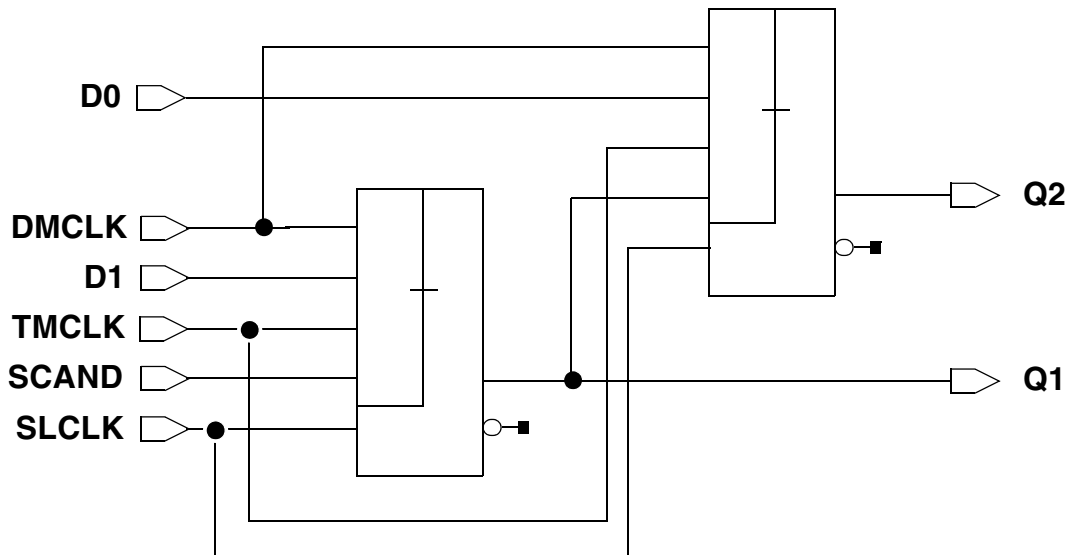 D0
Q2
DMCLK
D1
TMCLK
SCAND
Q1
SLCLK